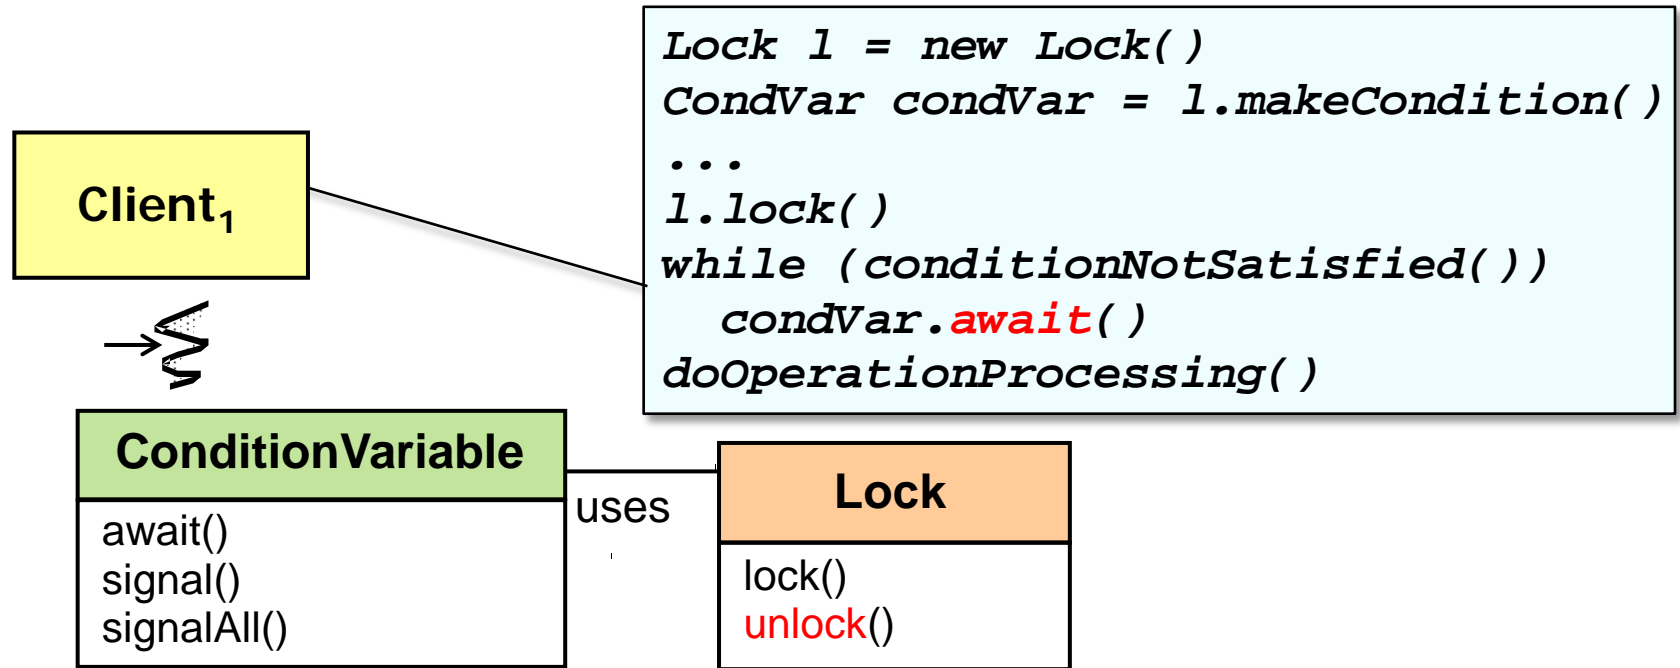 Lock l = new Lock()
CondVar condVar = l.makeCondition()
...
l.lock()
while (conditionNotSatisfied())
  condVar.await()
doOperationProcessing()
Client₁
ConditionVariable
await()
signal()
signalAll()
uses
Lock
lock()
unlock()